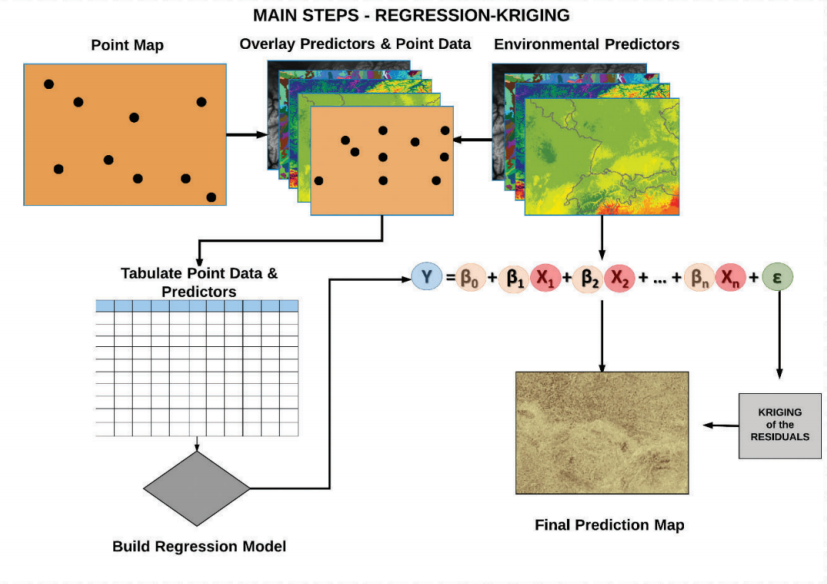 MAIN STEPS - REGRESSION-KRIGING
Point Map
Overlay Predictors & Point Data
Environmental Predictors
Tabulate Point Data &
Predictors
Y = β₀ + β₁ X₁ + β₂ X₂ + ... + βₙ Xₙ + ε
KRIGING
of the
RESIDUALS
Final Prediction Map
Build Regression Model